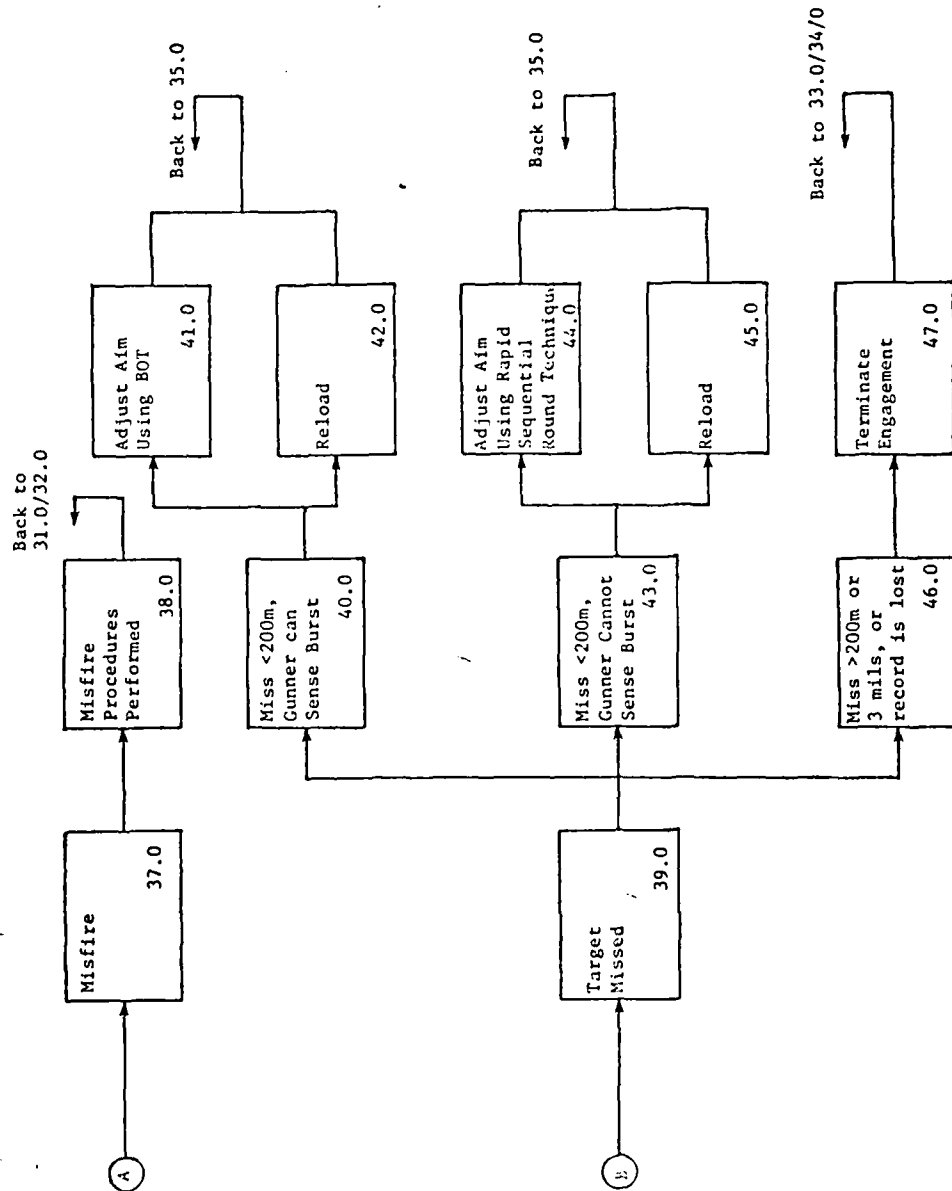 A
Misfire
37.0
Misfire
Procedures
Performed
38.0
Back to
31.0/32.0
B
Target
Missed
39.0
Miss <200m,
Gunner can
Sense Burst
40.0
Adjust Aim
Using BOT
41.0
Reload
42.0
Back to 35.0
Miss <200m,
Gunner Cannot
Sense Burst
43.0
Adjust Aim
Using Rapid
Sequential
Round Technique
44.0
Reload
45.0
Back to 35.0
Miss >200m or
3 mils, or
record is lost
46.0
Terminate
Engagement
47.0
Back to 33.0/34/0